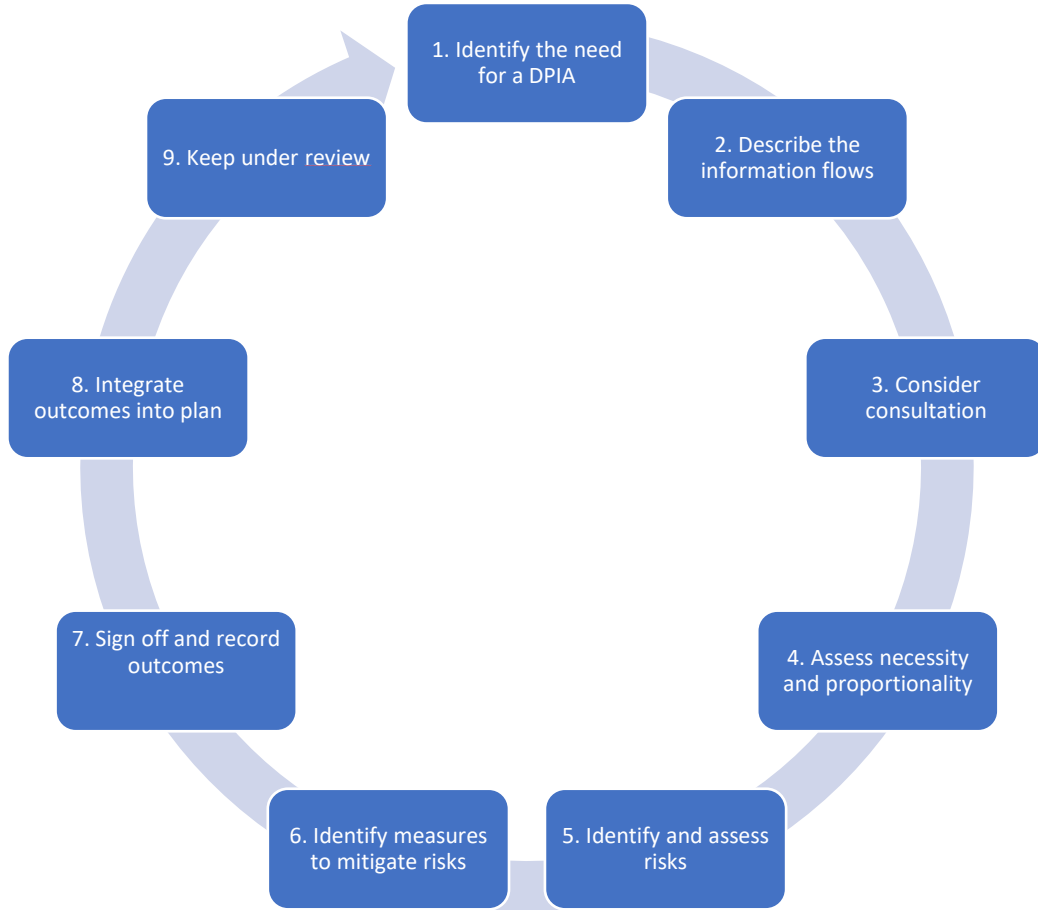 1. Identify the need
for a DPIA
2. Describe the
information flows
3. Consider
consultation
4. Assess necessity
and proportionality
5. Identify and assess
risks
6. Identify measures
to mitigate risks
7. Sign off and record
outcomes
8. Integrate
outcomes into plan
9. Keep under review